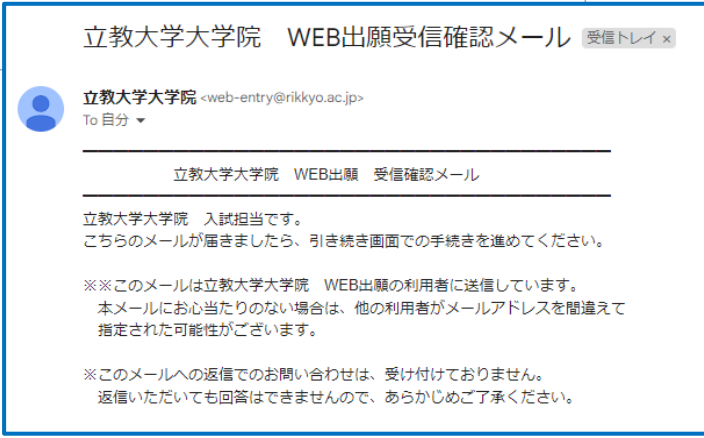 立教大学大学院　WEB出願受信確認メール 受信トレイ ×
立教大学大学院 <web-entry@rikkyo.ac.jp>
To 自分 ▼
立教大学大学院　WEB出願　受信確認メール
立教大学大学院　入試担当です。
こちらのメールが届きましたら、引き続き画面での手続きを進めてください。
※※このメールは立教大学大学院　WEB出願の利用者に送信しています。
本メールにお心当たりのない場合は、他の利用者がメールアドレスを間違えて
指定された可能性がございます。
※このメールへの返信でのお問い合わせは、受け付けておりません。
返信いただいても回答はできませんので、あらかじめご了承ください。